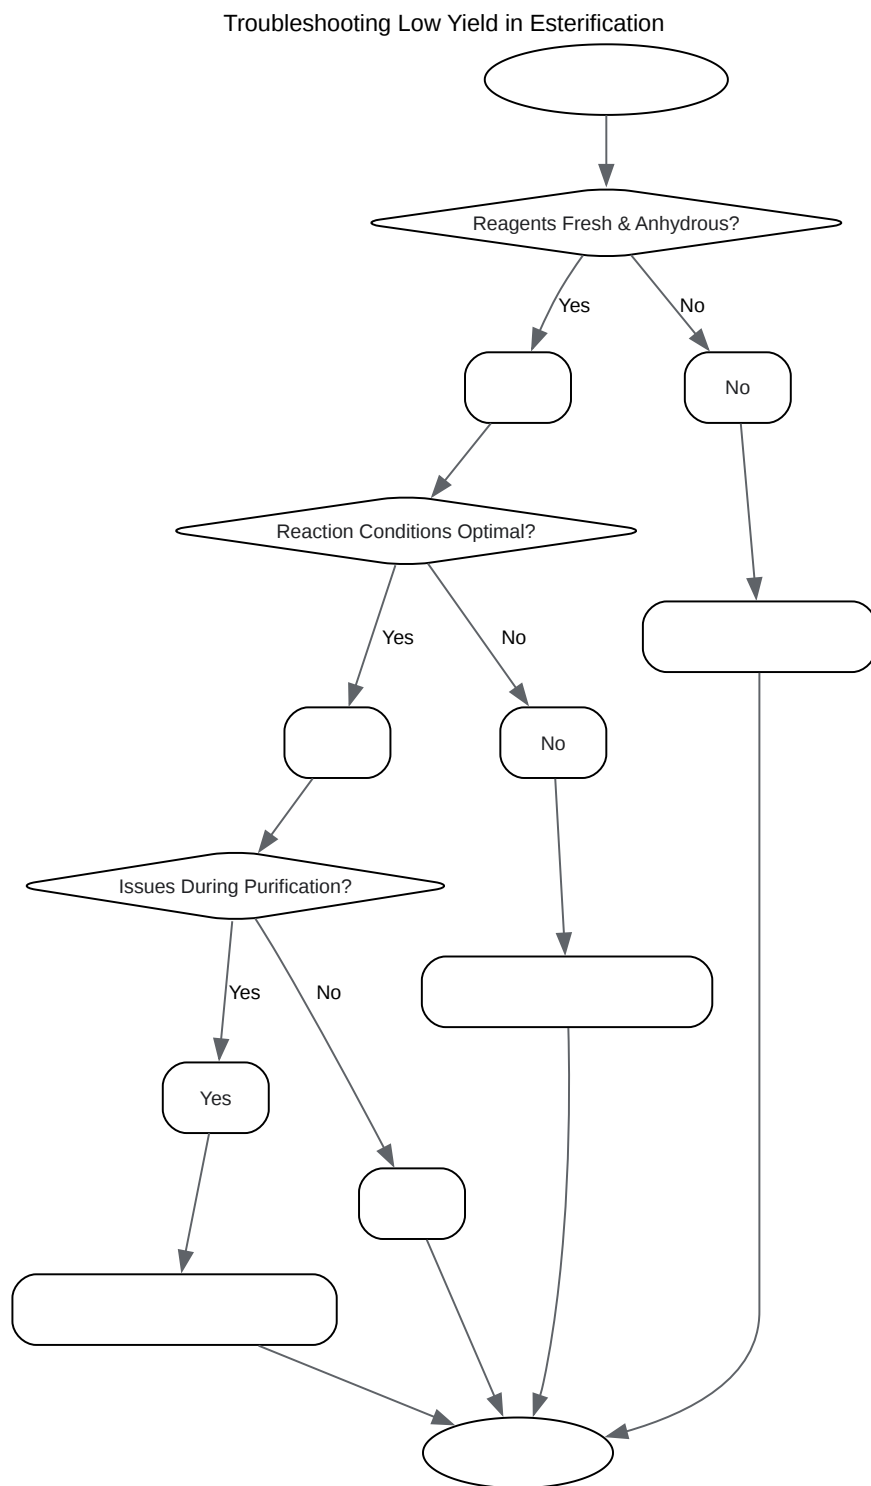 Troubleshooting Low Yield in Esterification
Reagents Fresh & Anhydrous?
Yes
No
No
Reaction Conditions Optimal?
Yes
No
No
Issues During Purification?
Yes
No
Yes